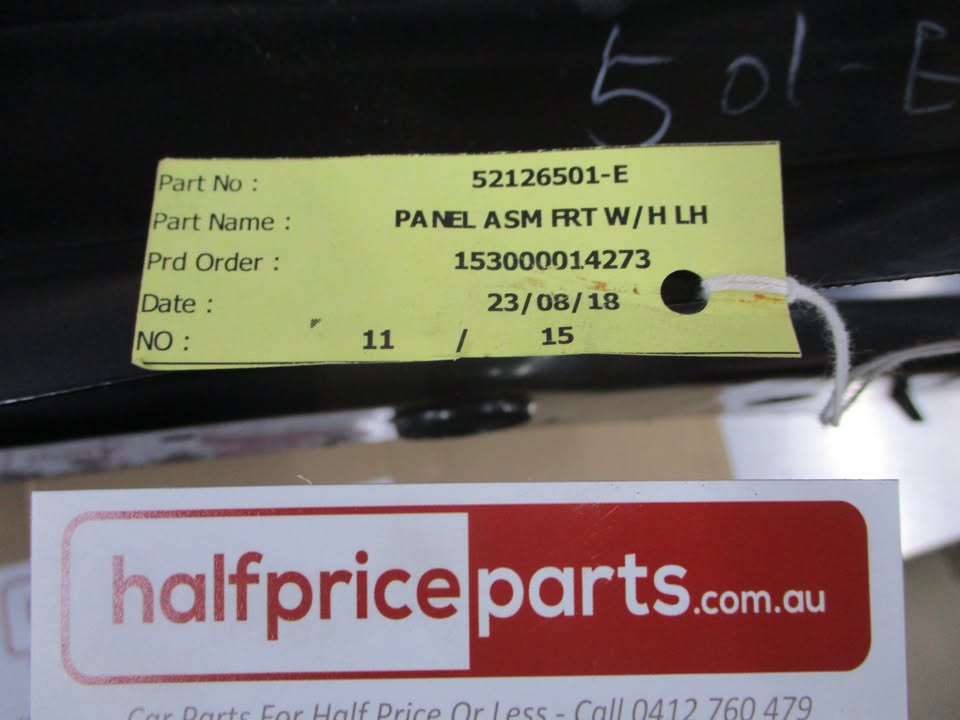 501-E
Part No : 52126501-E
Part Name : PANEL ASM FRT W/H LH
Prd Order : 153000014273
Date : 23/08/18
NO : 11 / 15
halfpriceparts.com.au
Car Parts For Half Price Or Less - Call 0412 760 479